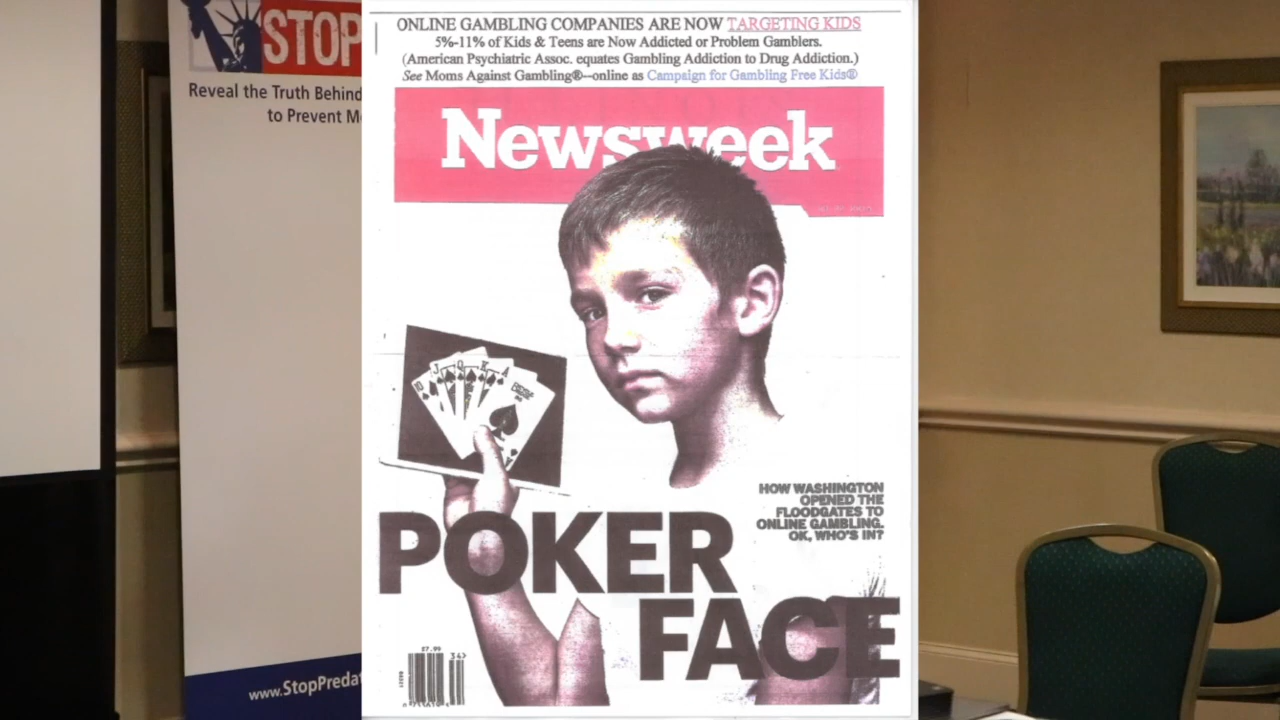 STOP
Reveal the Truth Behind
to Prevent
www.StopPreda
ONLINE GAMBLING COMPANIES ARE NOW TARGETING KIDS
5%-11% of Kids & Teens are Now Addicted or Problem Gamblers.
(American Psychiatric Assoc. equates Gambling Addiction to Drug Addiction.)
See Moms Against Gambling®--online as Campaign for Gambling Free Kids®
Newsweek
J Q K A
HOW WASHINGTON
OPENED THE
FLOODGATES TO
ONLINE GAMBLING.
OK, WHO'S IN?
POKER
FACE
$7.99
34>